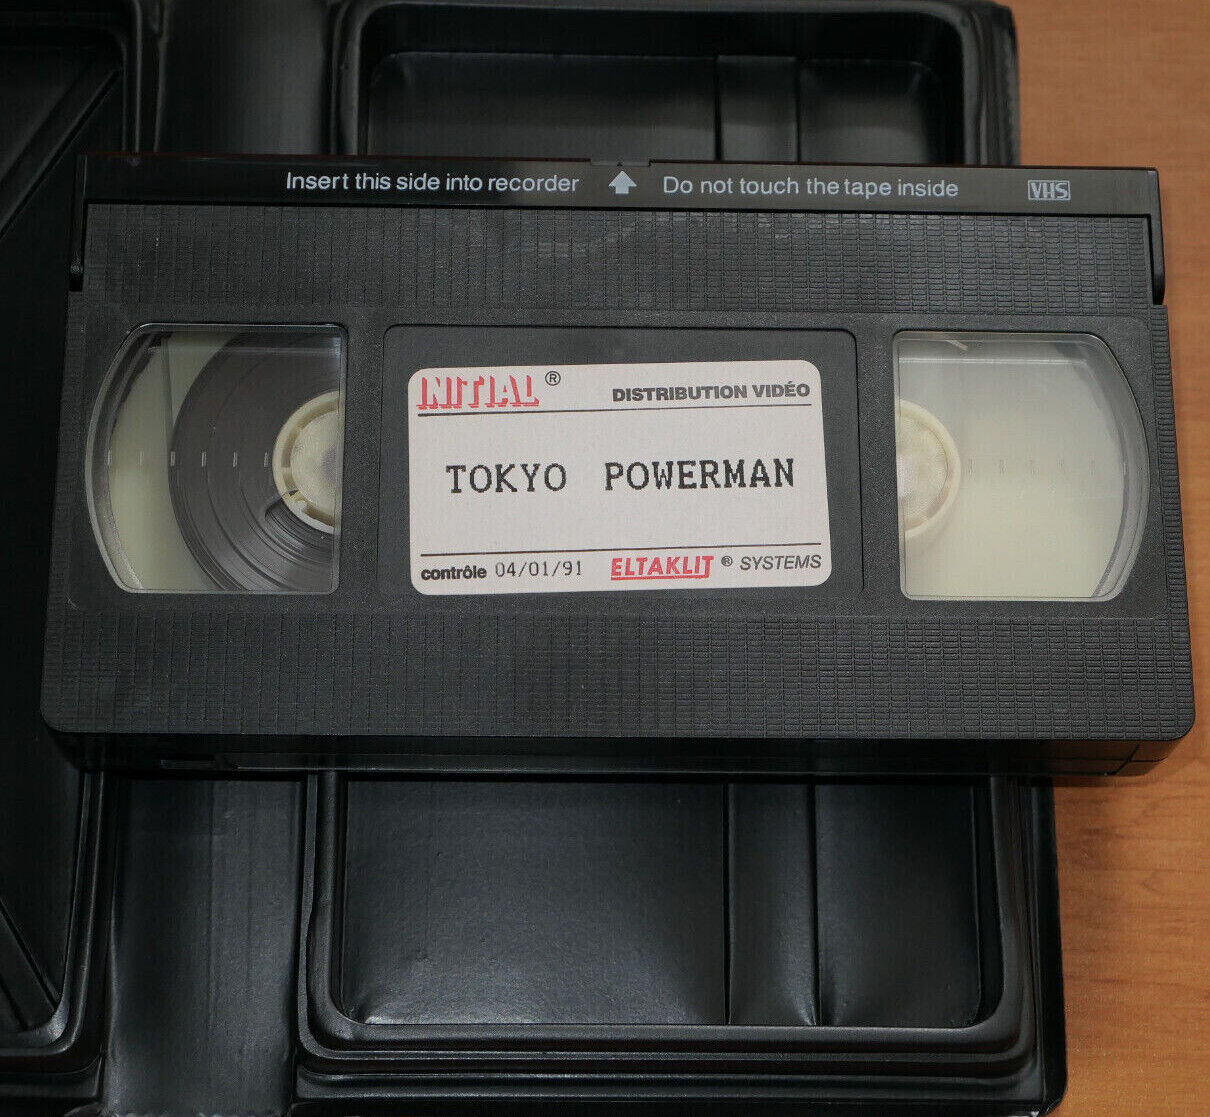 Insert this side into recorder Do not touch the tape inside VHS
INITIAL ® DISTRIBUTION VIDÉO
TOKYO POWERMAN
contrôle 04/01/91 ELTAKLIT ® SYSTEMS